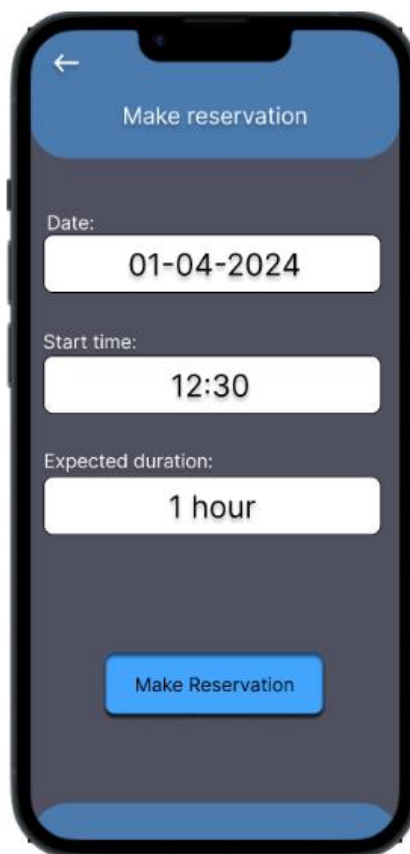 Make reservation
Date:
01-04-2024
Start time:
12:30
Expected duration:
1 hour
Make Reservation